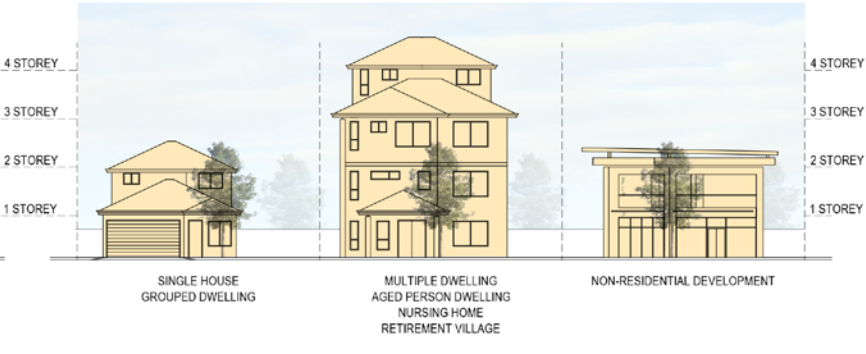 4 STOREY
3 STOREY
2 STOREY
1 STOREY
4 STOREY
3 STOREY
2 STOREY
1 STOREY
SINGLE HOUSE
GROUPED DWELLING
MULTIPLE DWELLING
AGED PERSON DWELLING
NURSING HOME
RETIREMENT VILLAGE
NON-RESIDENTIAL DEVELOPMENT